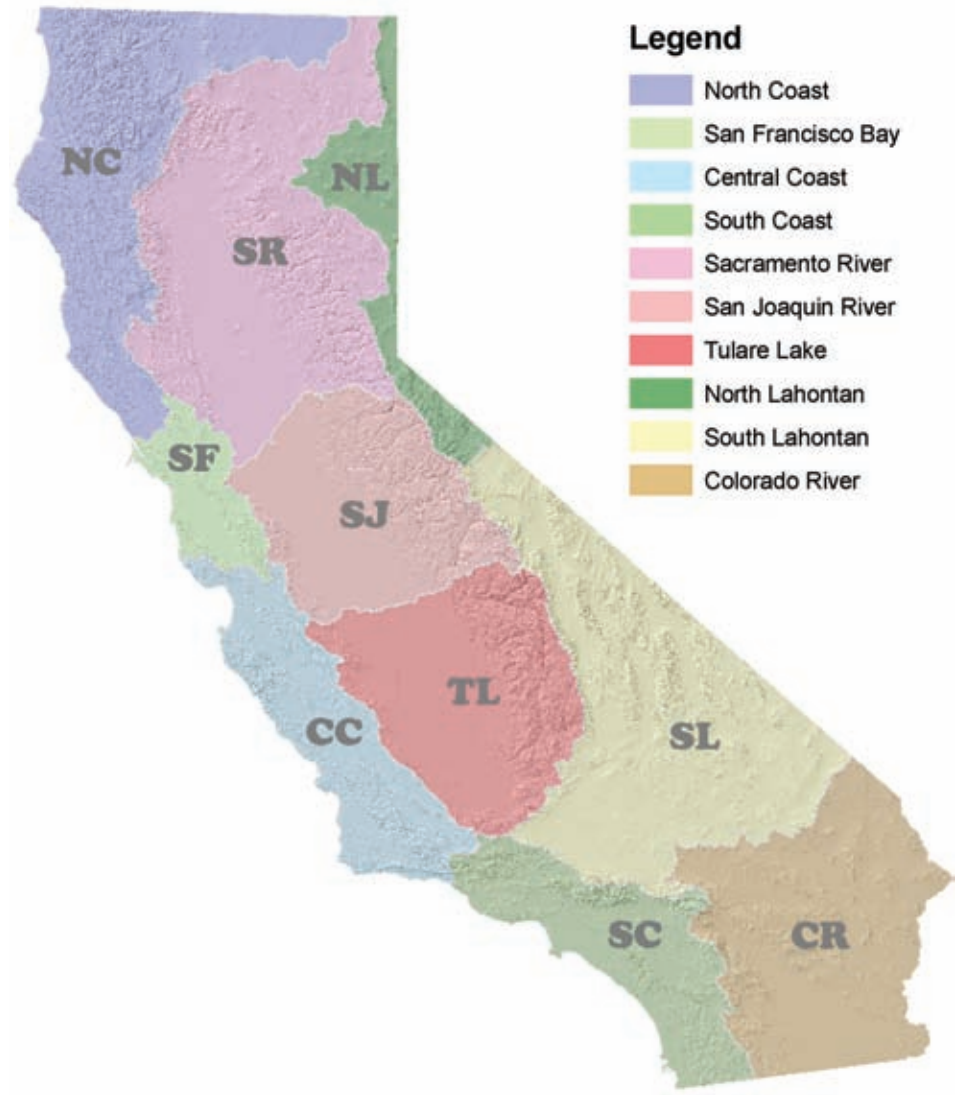 Legend
North Coast
San Francisco Bay
Central Coast
South Coast
Sacramento River
San Joaquin River
Tulare Lake
North Lahontan
South Lahontan
Colorado River
NC
NL
SR
SF
SJ
TL
CC
SL
SC
CR